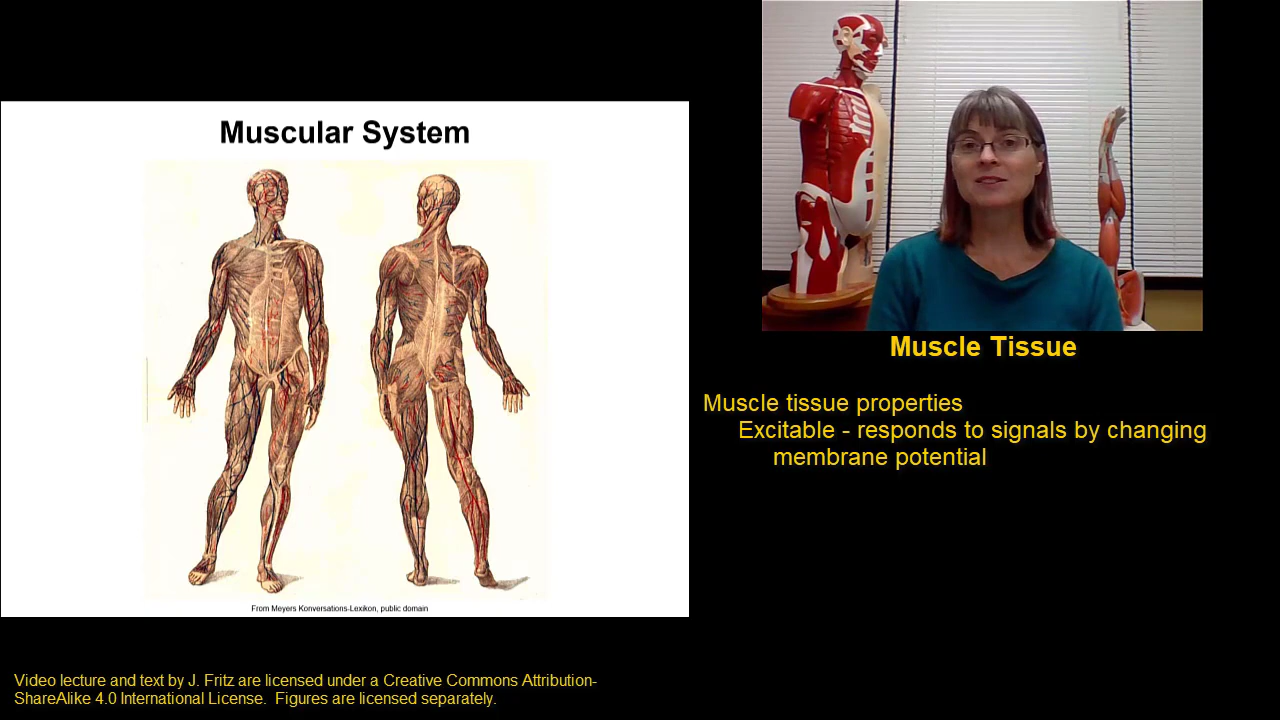 Muscular System
From Meyers Konversations-Lexikon, public domain
Muscle Tissue
Muscle tissue properties
Excitable - responds to signals by changing
membrane potential
Video lecture and text by J. Fritz are licensed under a Creative Commons Attribution-
ShareAlike 4.0 International License.  Figures are licensed separately.